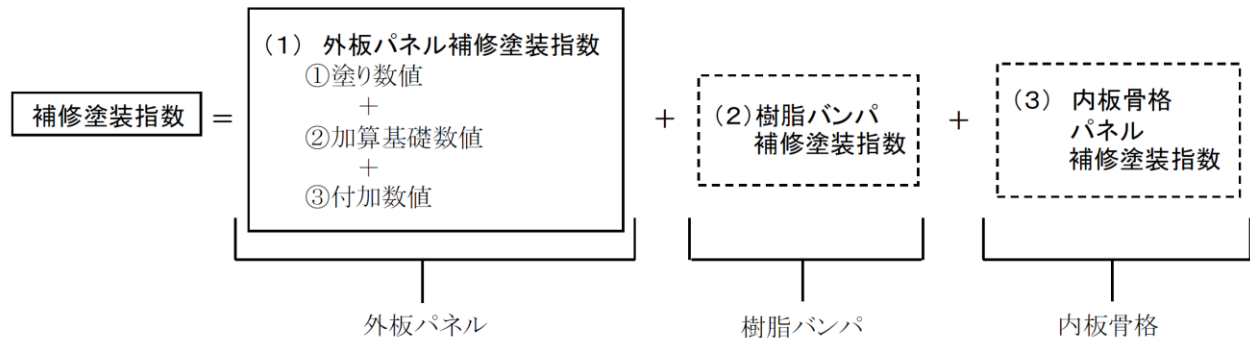 補修塗装指数
=
(1) 外板パネル補修塗装指数
①塗り数値
+
②加算基礎数値
+
③付加数値
+
(2)樹脂バンパ
補修塗装指数
+
(3) 内板骨格
パネル
補修塗装指数
外板パネル
樹脂バンパ
内板骨格